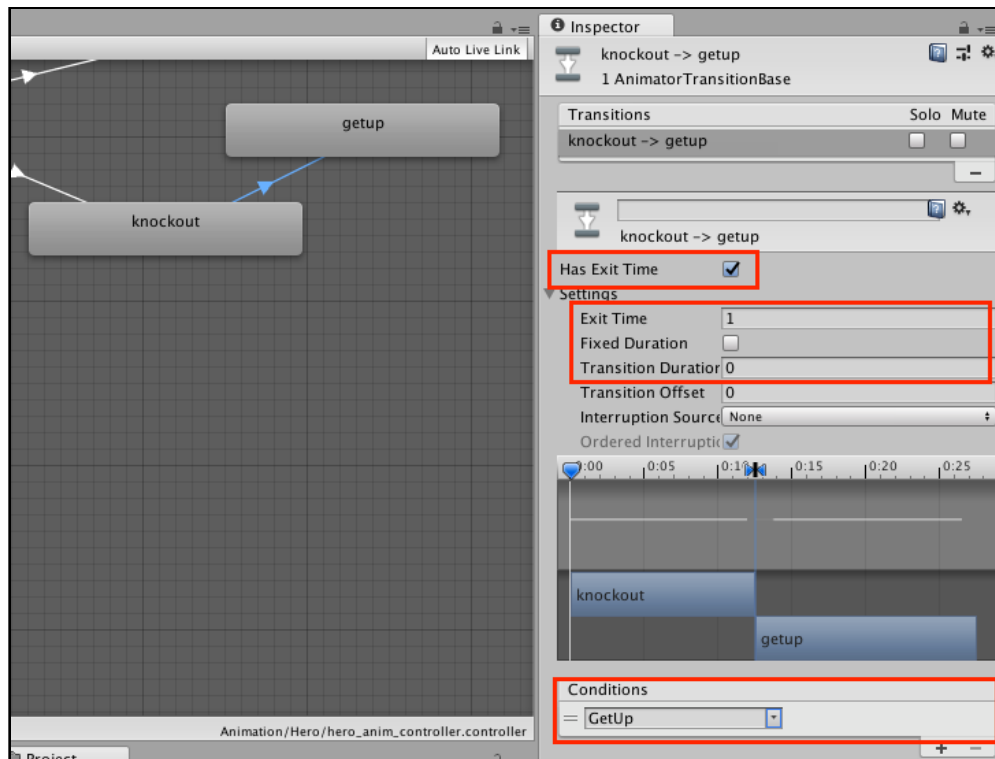 Auto Live Link
getup
knockout
Animation/Hero/hero_anim_controller.controller
Project
Inspector
knockout -> getup
1 AnimatorTransitionBase
Transitions Solo Mute
knockout -> getup
knockout -> getup
Has Exit Time
Settings
Exit Time 1
Fixed Duration
Transition Duration 0
Transition Offset 0
Interruption Source None
Ordered Interruptic
0:00 0:05 0:10 0:15 0:20 0:25
knockout
getup
Conditions
GetUp